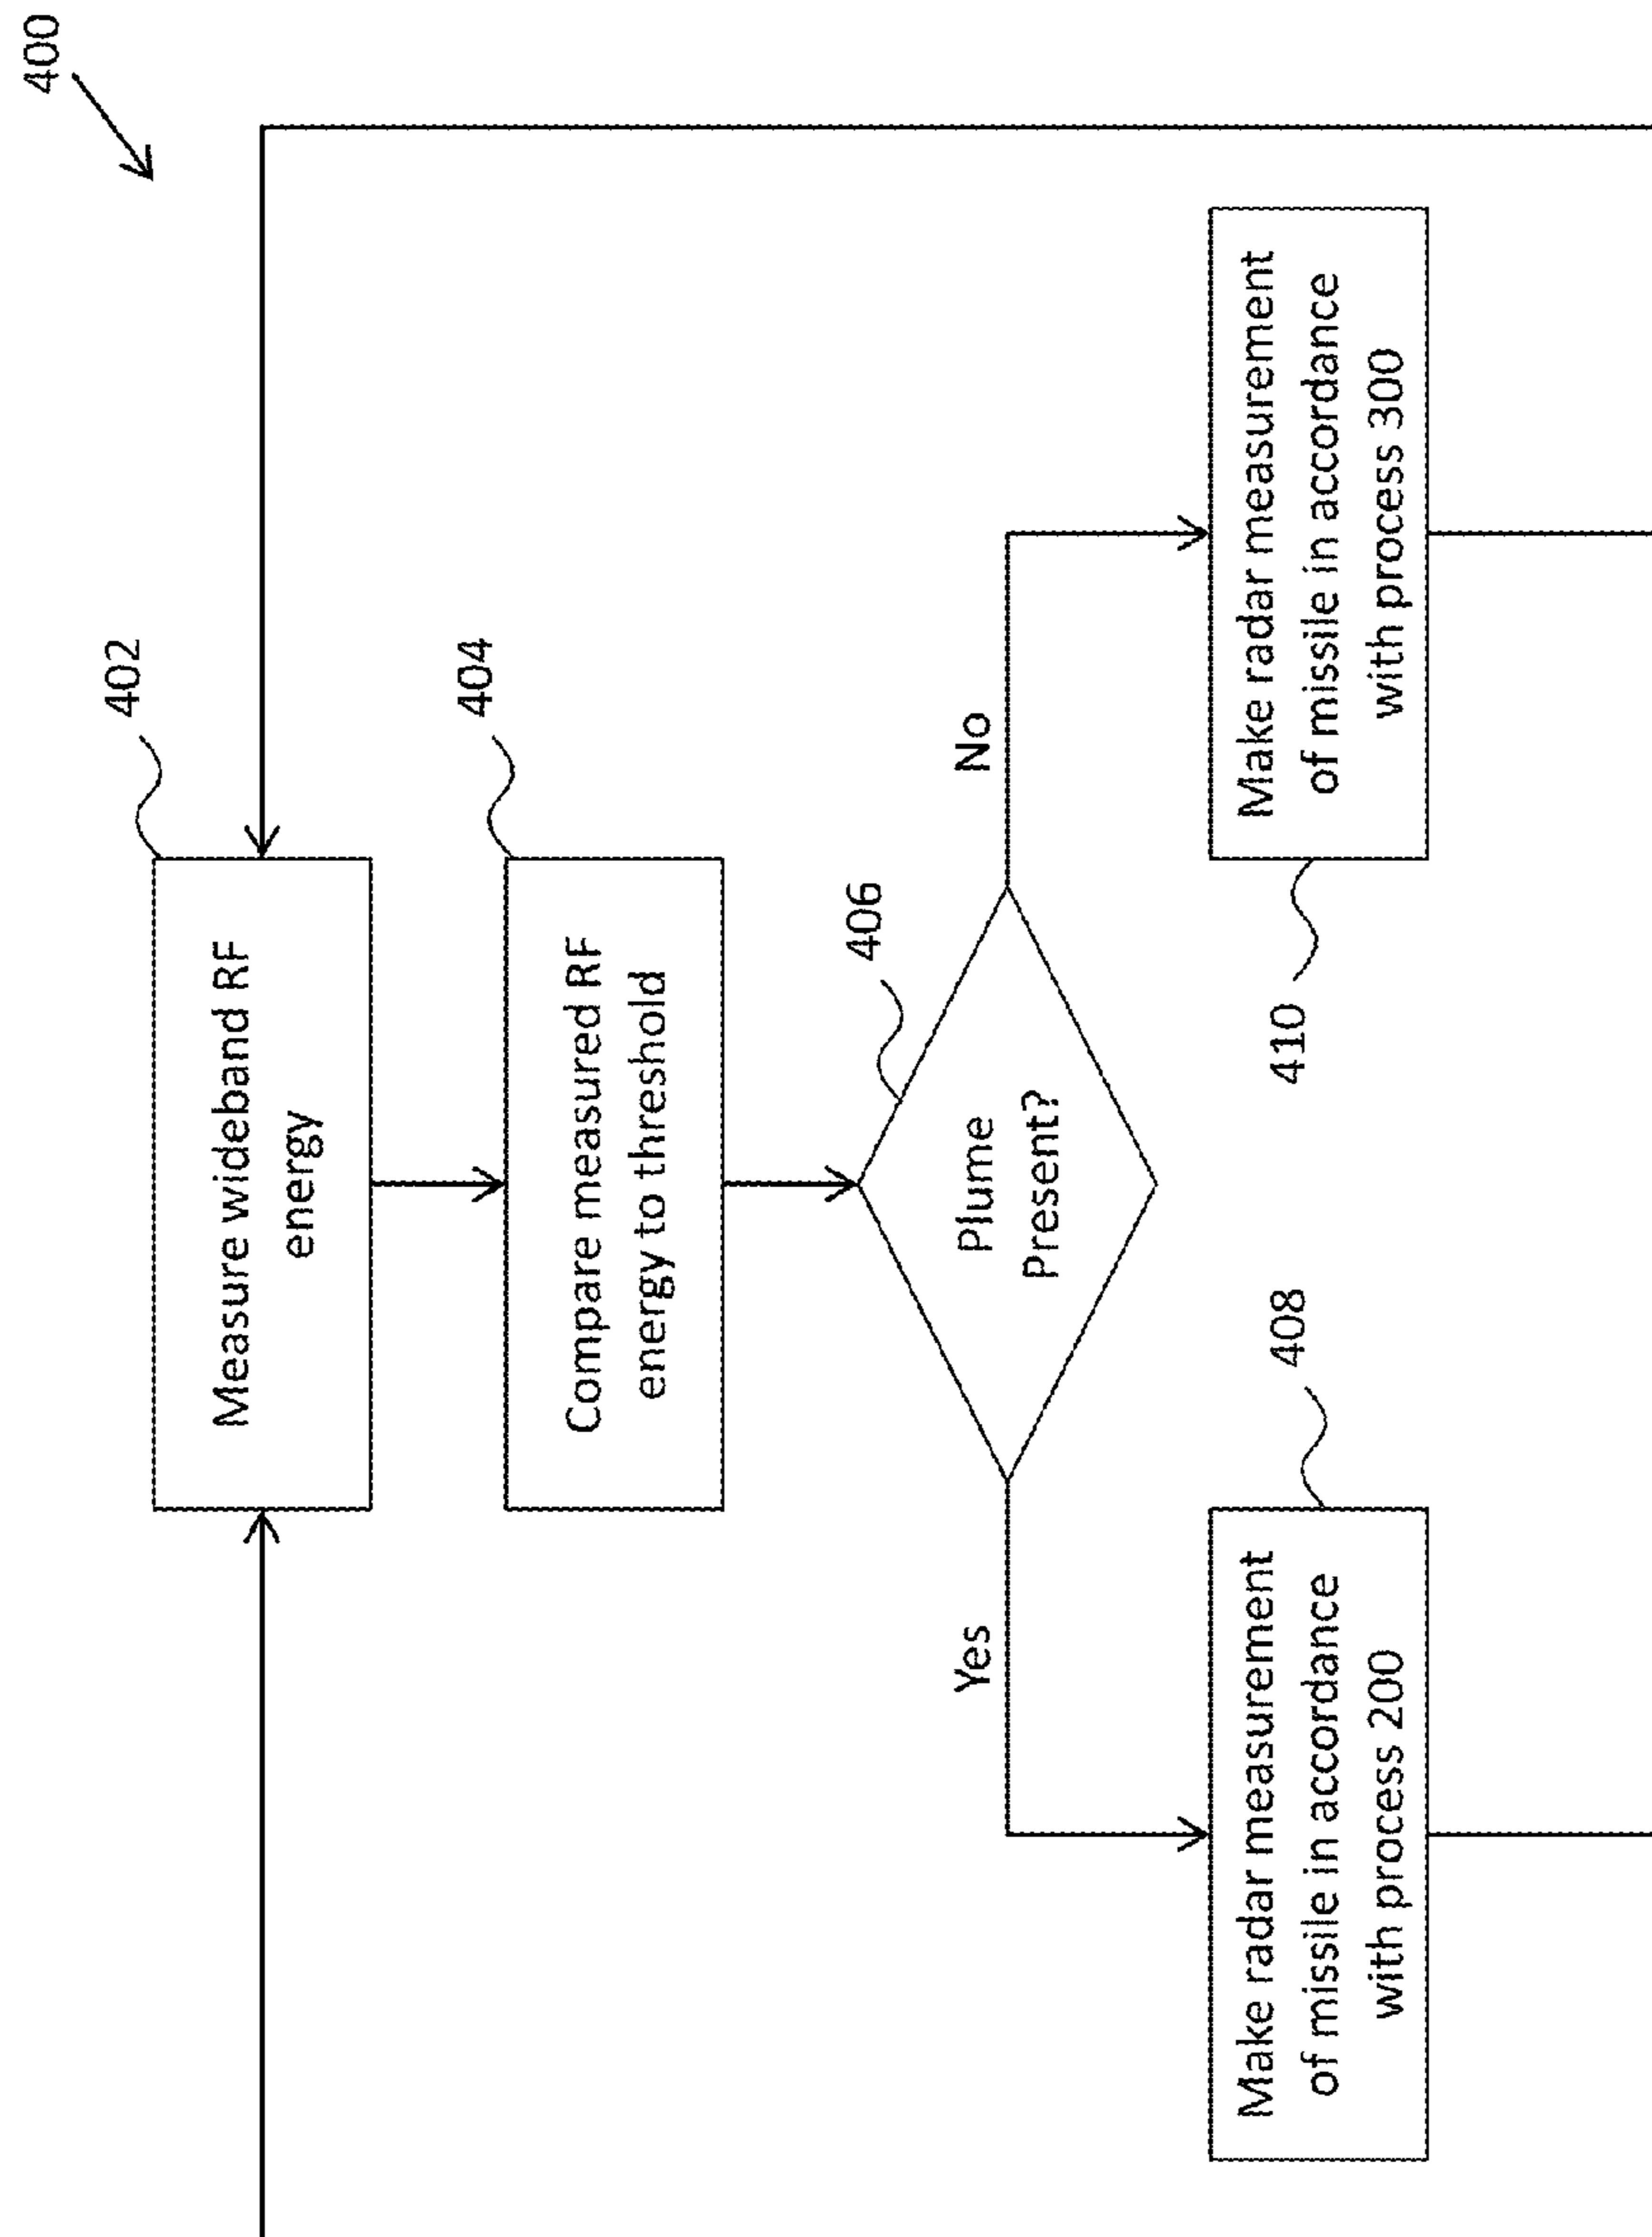 400
402
Measure wideband RF
energy
404
Compare measured RF
energy to threshold
406
Plume
Present?
Yes
No
408
Make radar measurement
of missile in accordance
with process 200
410
Make radar measurement
of missile in accordance
with process 300